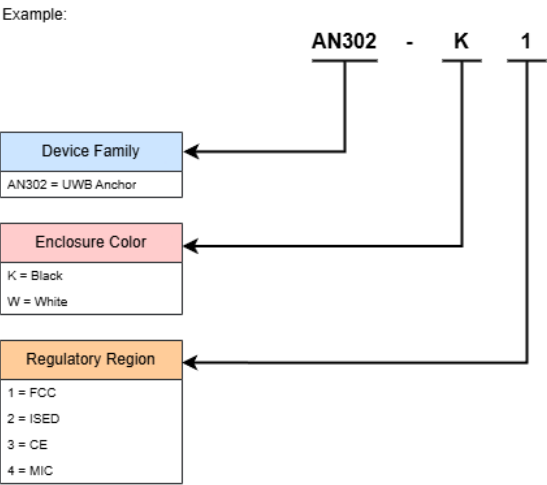 Example:
AN302 - K 1
Device Family
AN302 = UWB Anchor
Enclosure Color
K = Black
W = White
Regulatory Region
1 = FCC
2 = ISED
3 = CE
4 = MIC